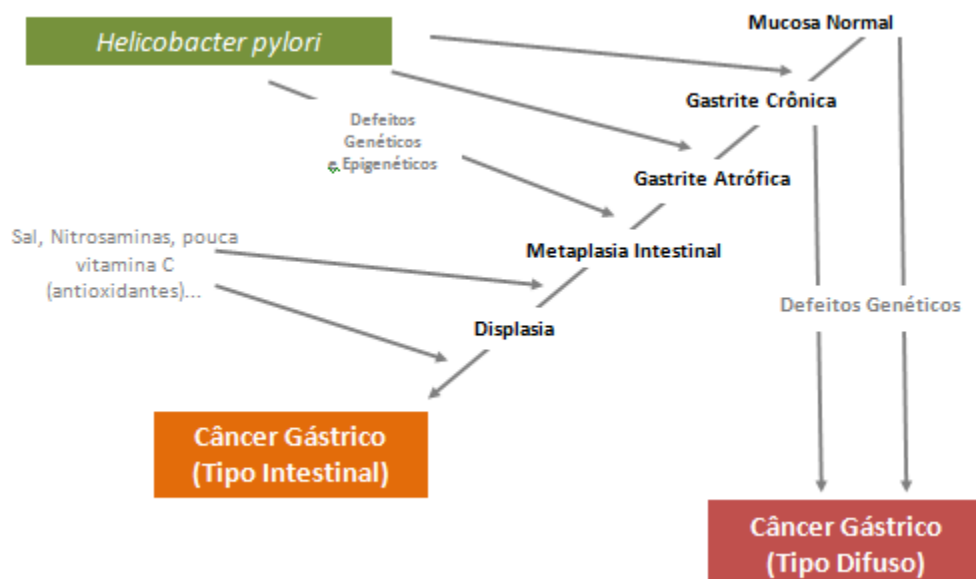 Helicobacter pylori
Mucosa Normal
Gastrite Crônica
Defeitos
Genéticos
e Epigenéticos
Gastrite Atrófica
Sal, Nitrosaminas, pouca
vitamina C
(antioxidantes)...
Metaplasia Intestinal
Defeitos Genéticos
Displasia
Câncer Gástrico
(Tipo Intestinal)
Câncer Gástrico
(Tipo Difuso)